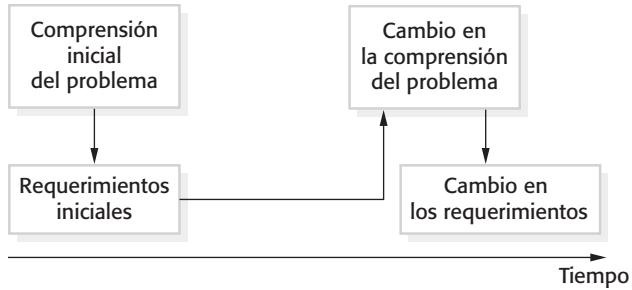 Comprensión
inicial
del problema
Cambio en
la comprensión
del problema
Requerimientos
iniciales
Cambio en
los requerimientos
Tiempo